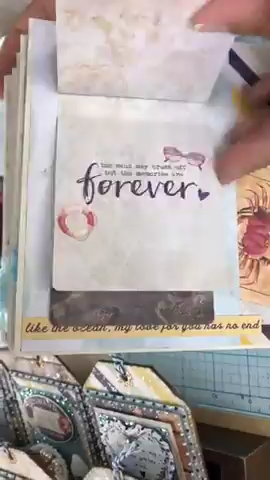 the sand may brush off
but the memories are
forever
like the ocean, my love for you has no end